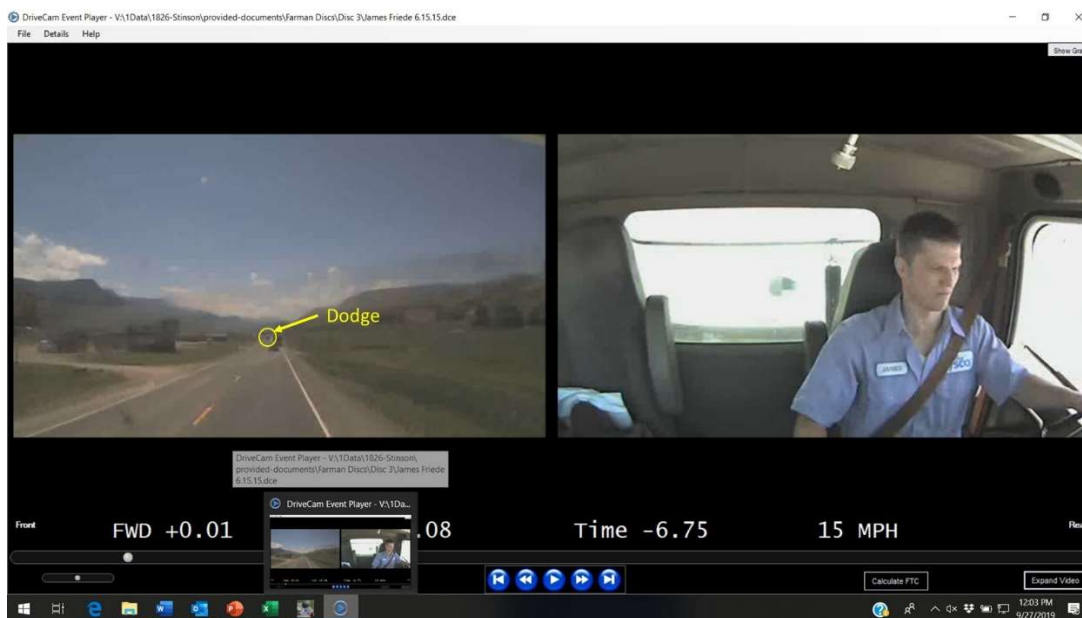 DriveCam Event Player - V:\1Data\1826-Stinson\provided-documents\Farman Discs\Disc 3\James Friede 6.15.15.dce
File Details Help
Show Gra
Dodge
JAMES
DriveCam Event Player - V:\1Data\1826-Stinson\
provided-documents\Farman Discs\Disc 3\James Friede
6.15.15.dce
DriveCam Event Player - V:\1Da...
Front FWD +0.01 .08 Time -6.75 15 MPH Rea
Calculate FTC Expand Video
12:03 PM
9/27/2019